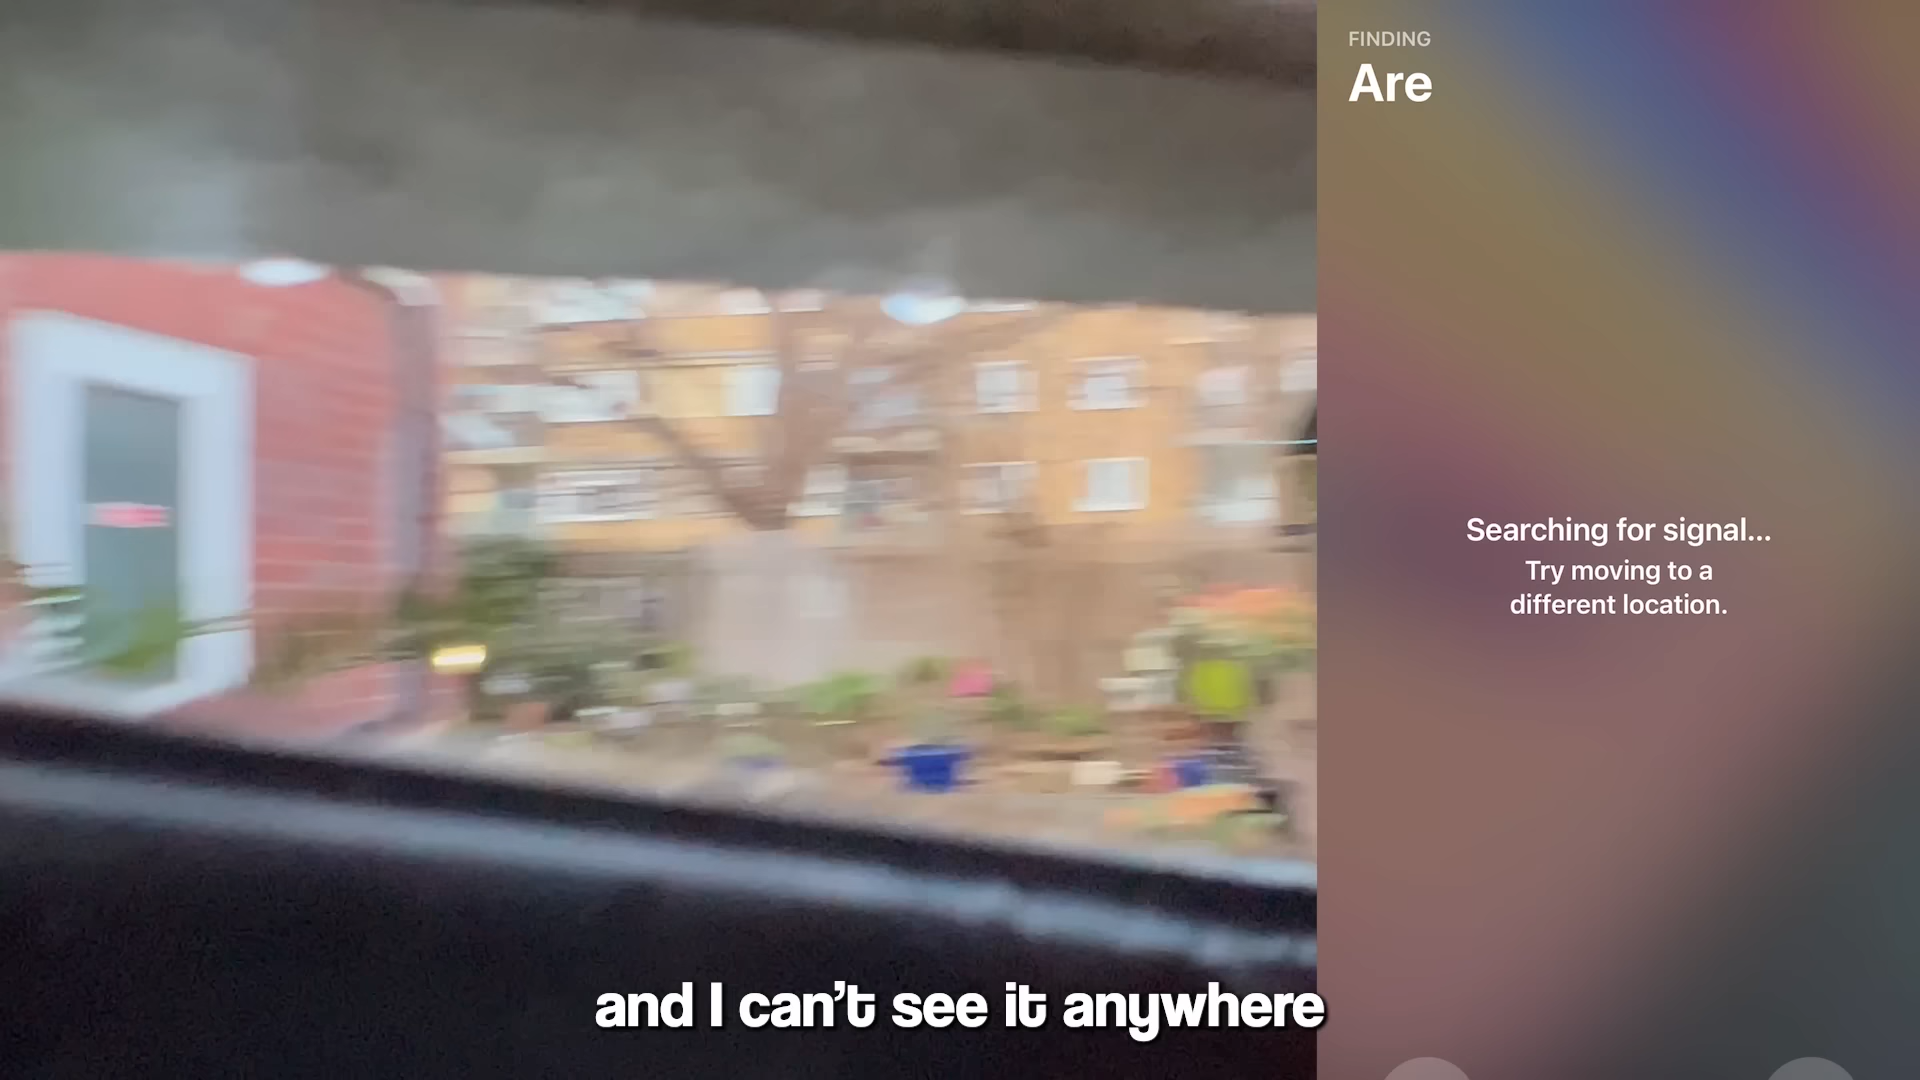 FINDING
Are
Searching for signal...
Try moving to a
different location.
and I can't see it anywhere